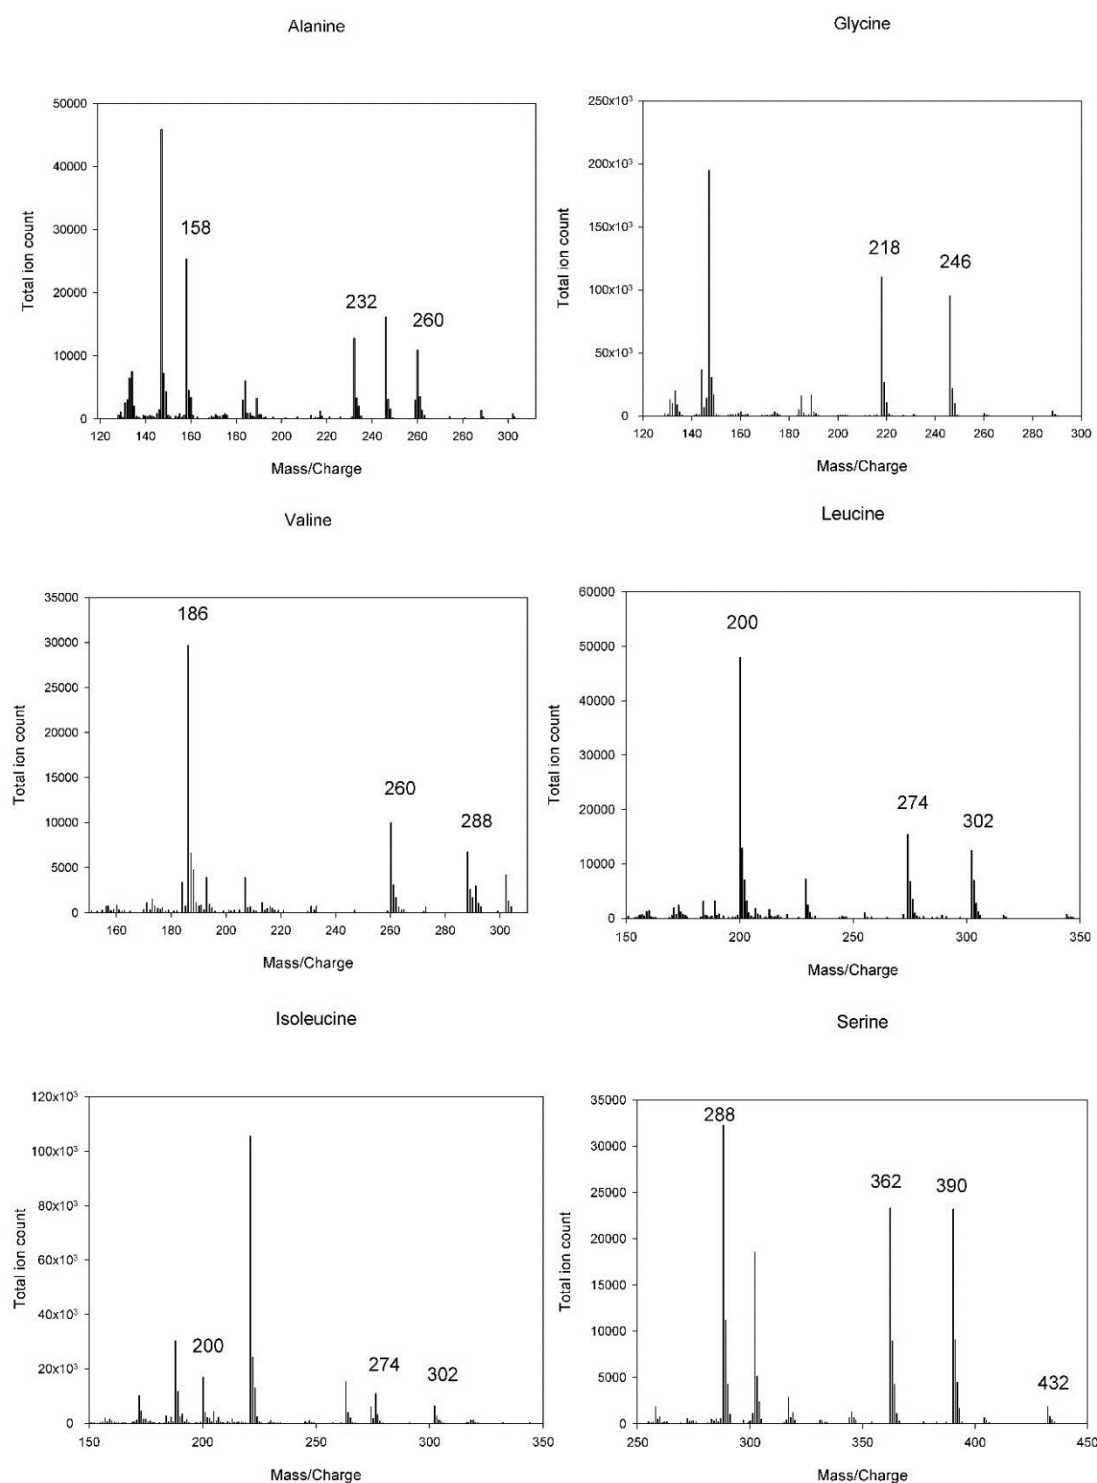 Alanine
Total ion count
50000
40000
30000
20000
10000
0
158
232
260
120 140 160 180 200 220 240 260 280 300
Mass/Charge
Glycine
Total ion count
250x10³
200x10³
150x10³
100x10³
50x10³
0
218
246
120 140 160 180 200 220 240 260 280 300
Mass/Charge
Valine
Total ion count
35000
30000
25000
20000
15000
10000
5000
0
186
260
288
160 180 200 220 240 260 280 300
Mass/Charge
Leucine
Total ion count
60000
50000
40000
30000
20000
10000
0
200
274
302
150 200 250 300 350
Mass/Charge
Isoleucine
Total ion count
120x10³
100x10³
80x10³
60x10³
40x10³
20x10³
0
200
274
302
150 200 250 300 350
Mass/Charge
Serine
Total ion count
35000
30000
25000
20000
15000
10000
5000
0
288
362
390
432
250 300 350 400 450
Mass/Charge